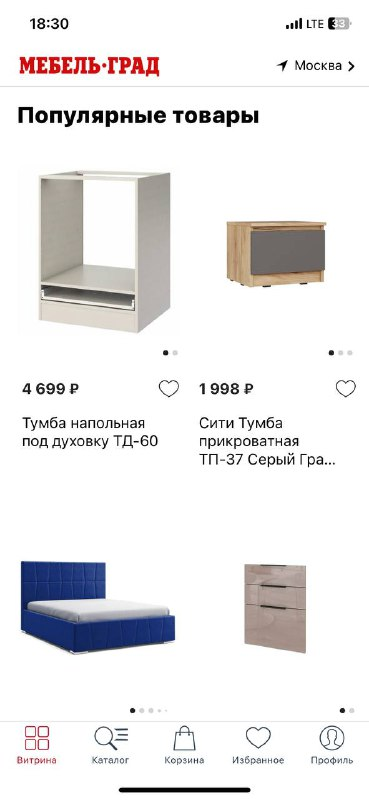 18:30
LTE 33
МЕБЕЛЬ·ГРАД
Москва
Популярные товары
4 699 ₽
1 998 ₽
Тумба напольная
под духовку ТД-60
Сити Тумба
прикроватная
ТП-37 Серый Гра...
Витрина
Каталог
Корзина
Избранное
Профиль